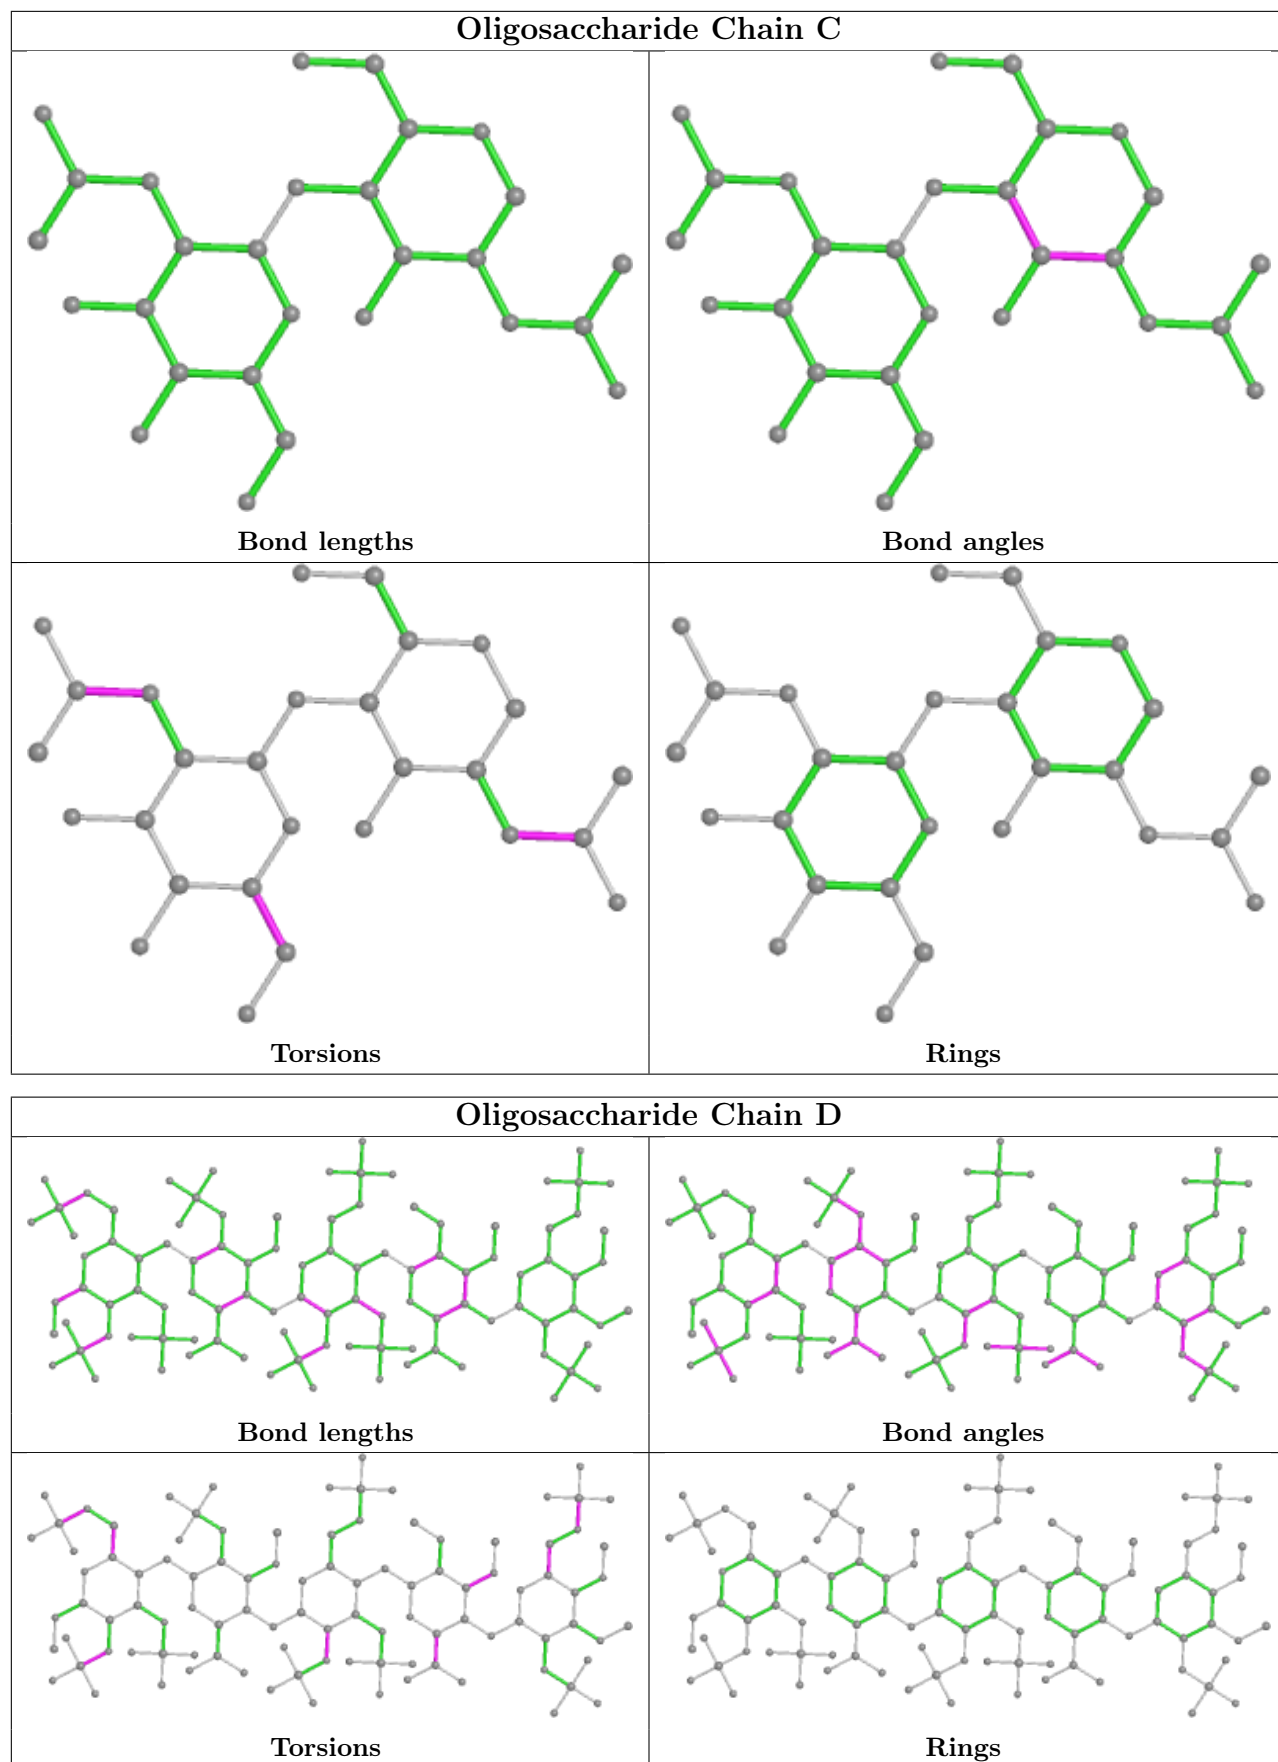 Oligosaccharide Chain C
Bond lengths
Bond angles
Torsions
Rings
Oligosaccharide Chain D
Bond lengths
Bond angles
Torsions
Rings